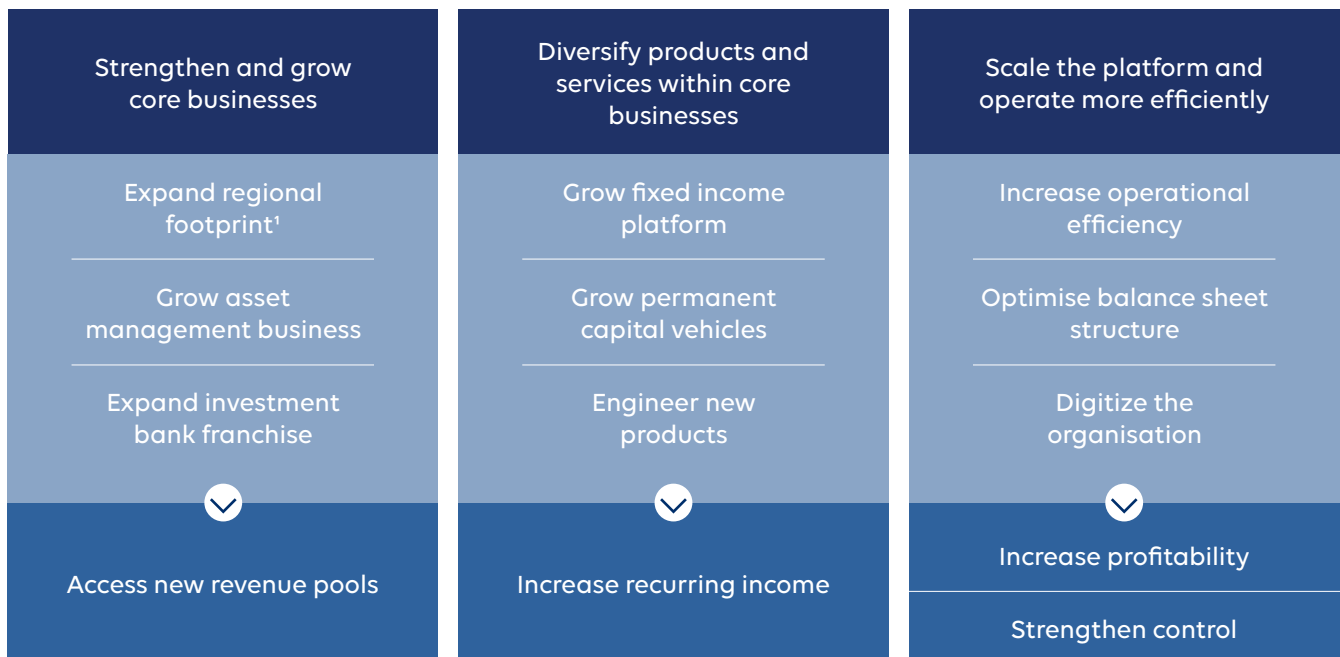 Strengthen and grow
core businesses
Expand regional
footprint¹
Grow asset
management business
Expand investment
bank franchise
Access new revenue pools
Diversify products and
services within core
businesses
Grow fixed income
platform
Grow permanent
capital vehicles
Engineer new
products
Increase recurring income
Scale the platform and
operate more efficiently
Increase operational
efficiency
Optimise balance sheet
structure
Digitize the
organisation
Increase profitability
Strengthen control